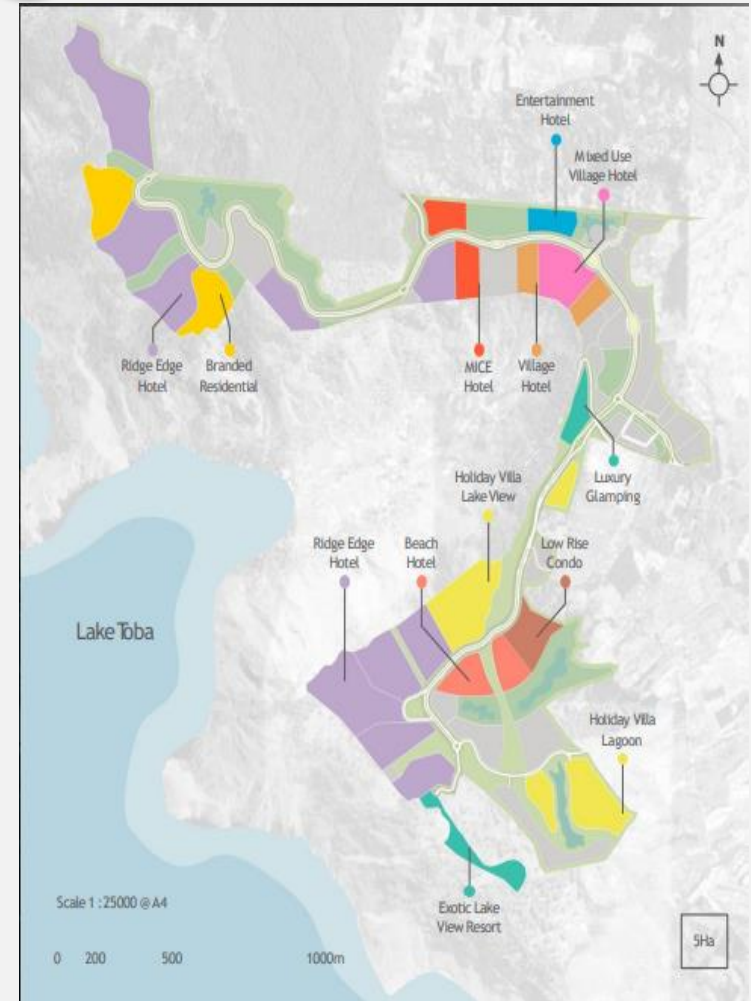 N
Entertainment
Hotel
Mixed Use
Village Hotel
Ridge Edge
Hotel
Branded
Residential
MICE
Hotel
Village
Hotel
Holiday Villa
Lake View
Luxury
Glamping
Ridge Edge
Hotel
Beach
Hotel
Low Rise
Condo
Lake Toba
Holiday Villa
Lagoon
Scale 1 : 25000 @ A4
Exotic Lake
View Resort
5Ha
0 200 500 1000m